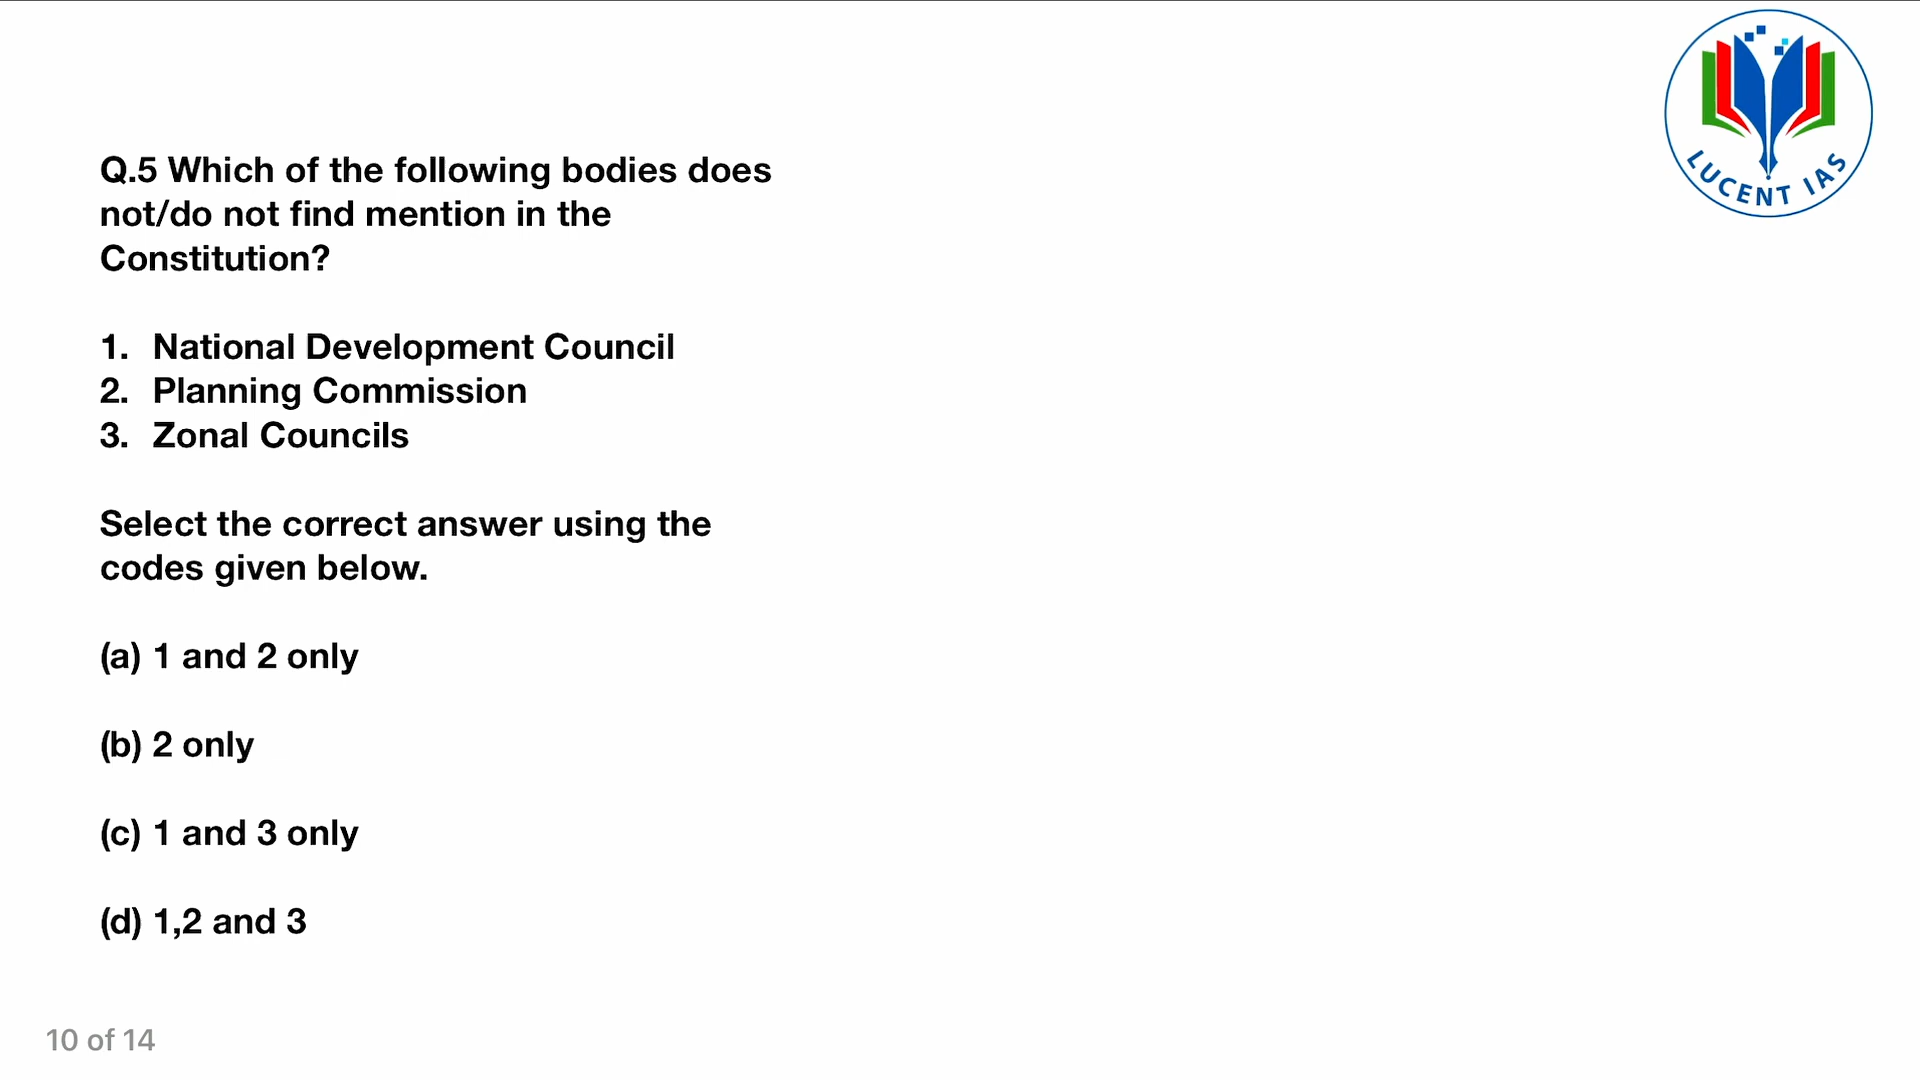 LUCENT IAS
Q.5 Which of the following bodies does
not/do not find mention in the
Constitution?
1. National Development Council
2. Planning Commission
3. Zonal Councils
Select the correct answer using the
codes given below.
(a) 1 and 2 only
(b) 2 only
(c) 1 and 3 only
(d) 1,2 and 3
10 of 14